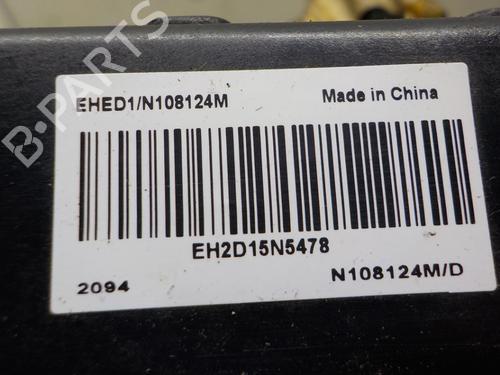 B-PARTS
EHED1/N108124M
Made in China
EH2D15N5478
2094
N108124M/D